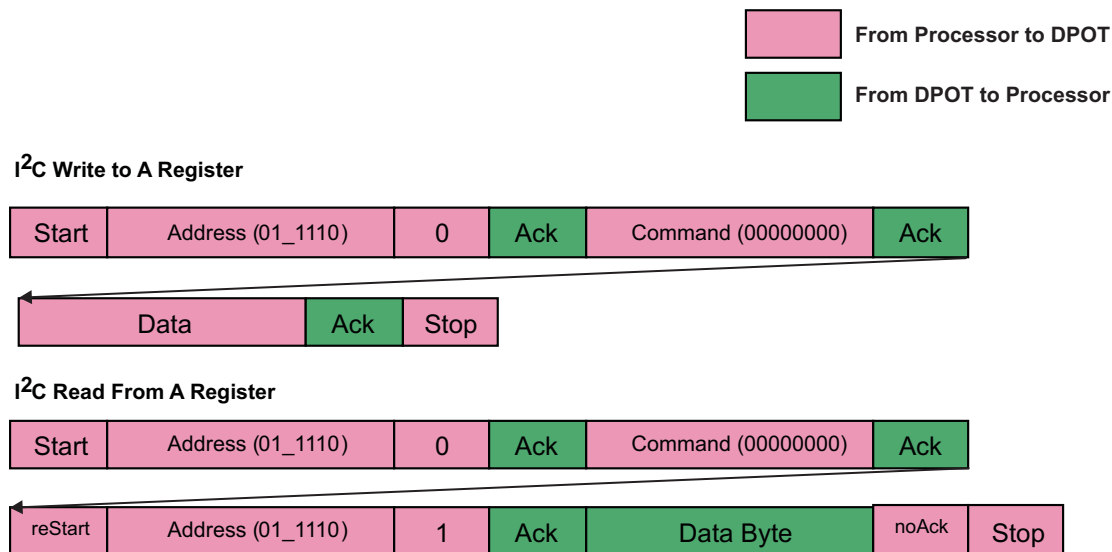 From Processor to DPOT
From DPOT to Processor
I2C Write to A Register
Start Address (01_1110) 0 Ack Command (00000000) Ack
Data Ack Stop
I2C Read From A Register
Start Address (01_1110) 0 Ack Command (00000000) Ack
reStart Address (01_1110) 1 Ack Data Byte noAck Stop